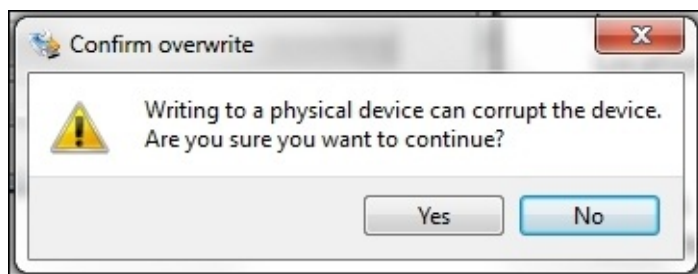 Confirm overwrite
Writing to a physical device can corrupt the device.
Are you sure you want to continue?
Yes
No